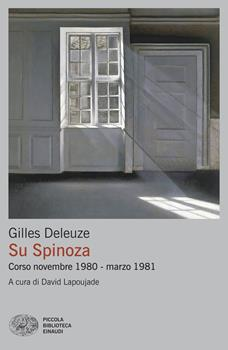 Gilles Deleuze
Su Spinoza
Corso novembre 1980 - marzo 1981
A cura di David Lapoujade
PICCOLA
BIBLIOTECA
EINAUDI